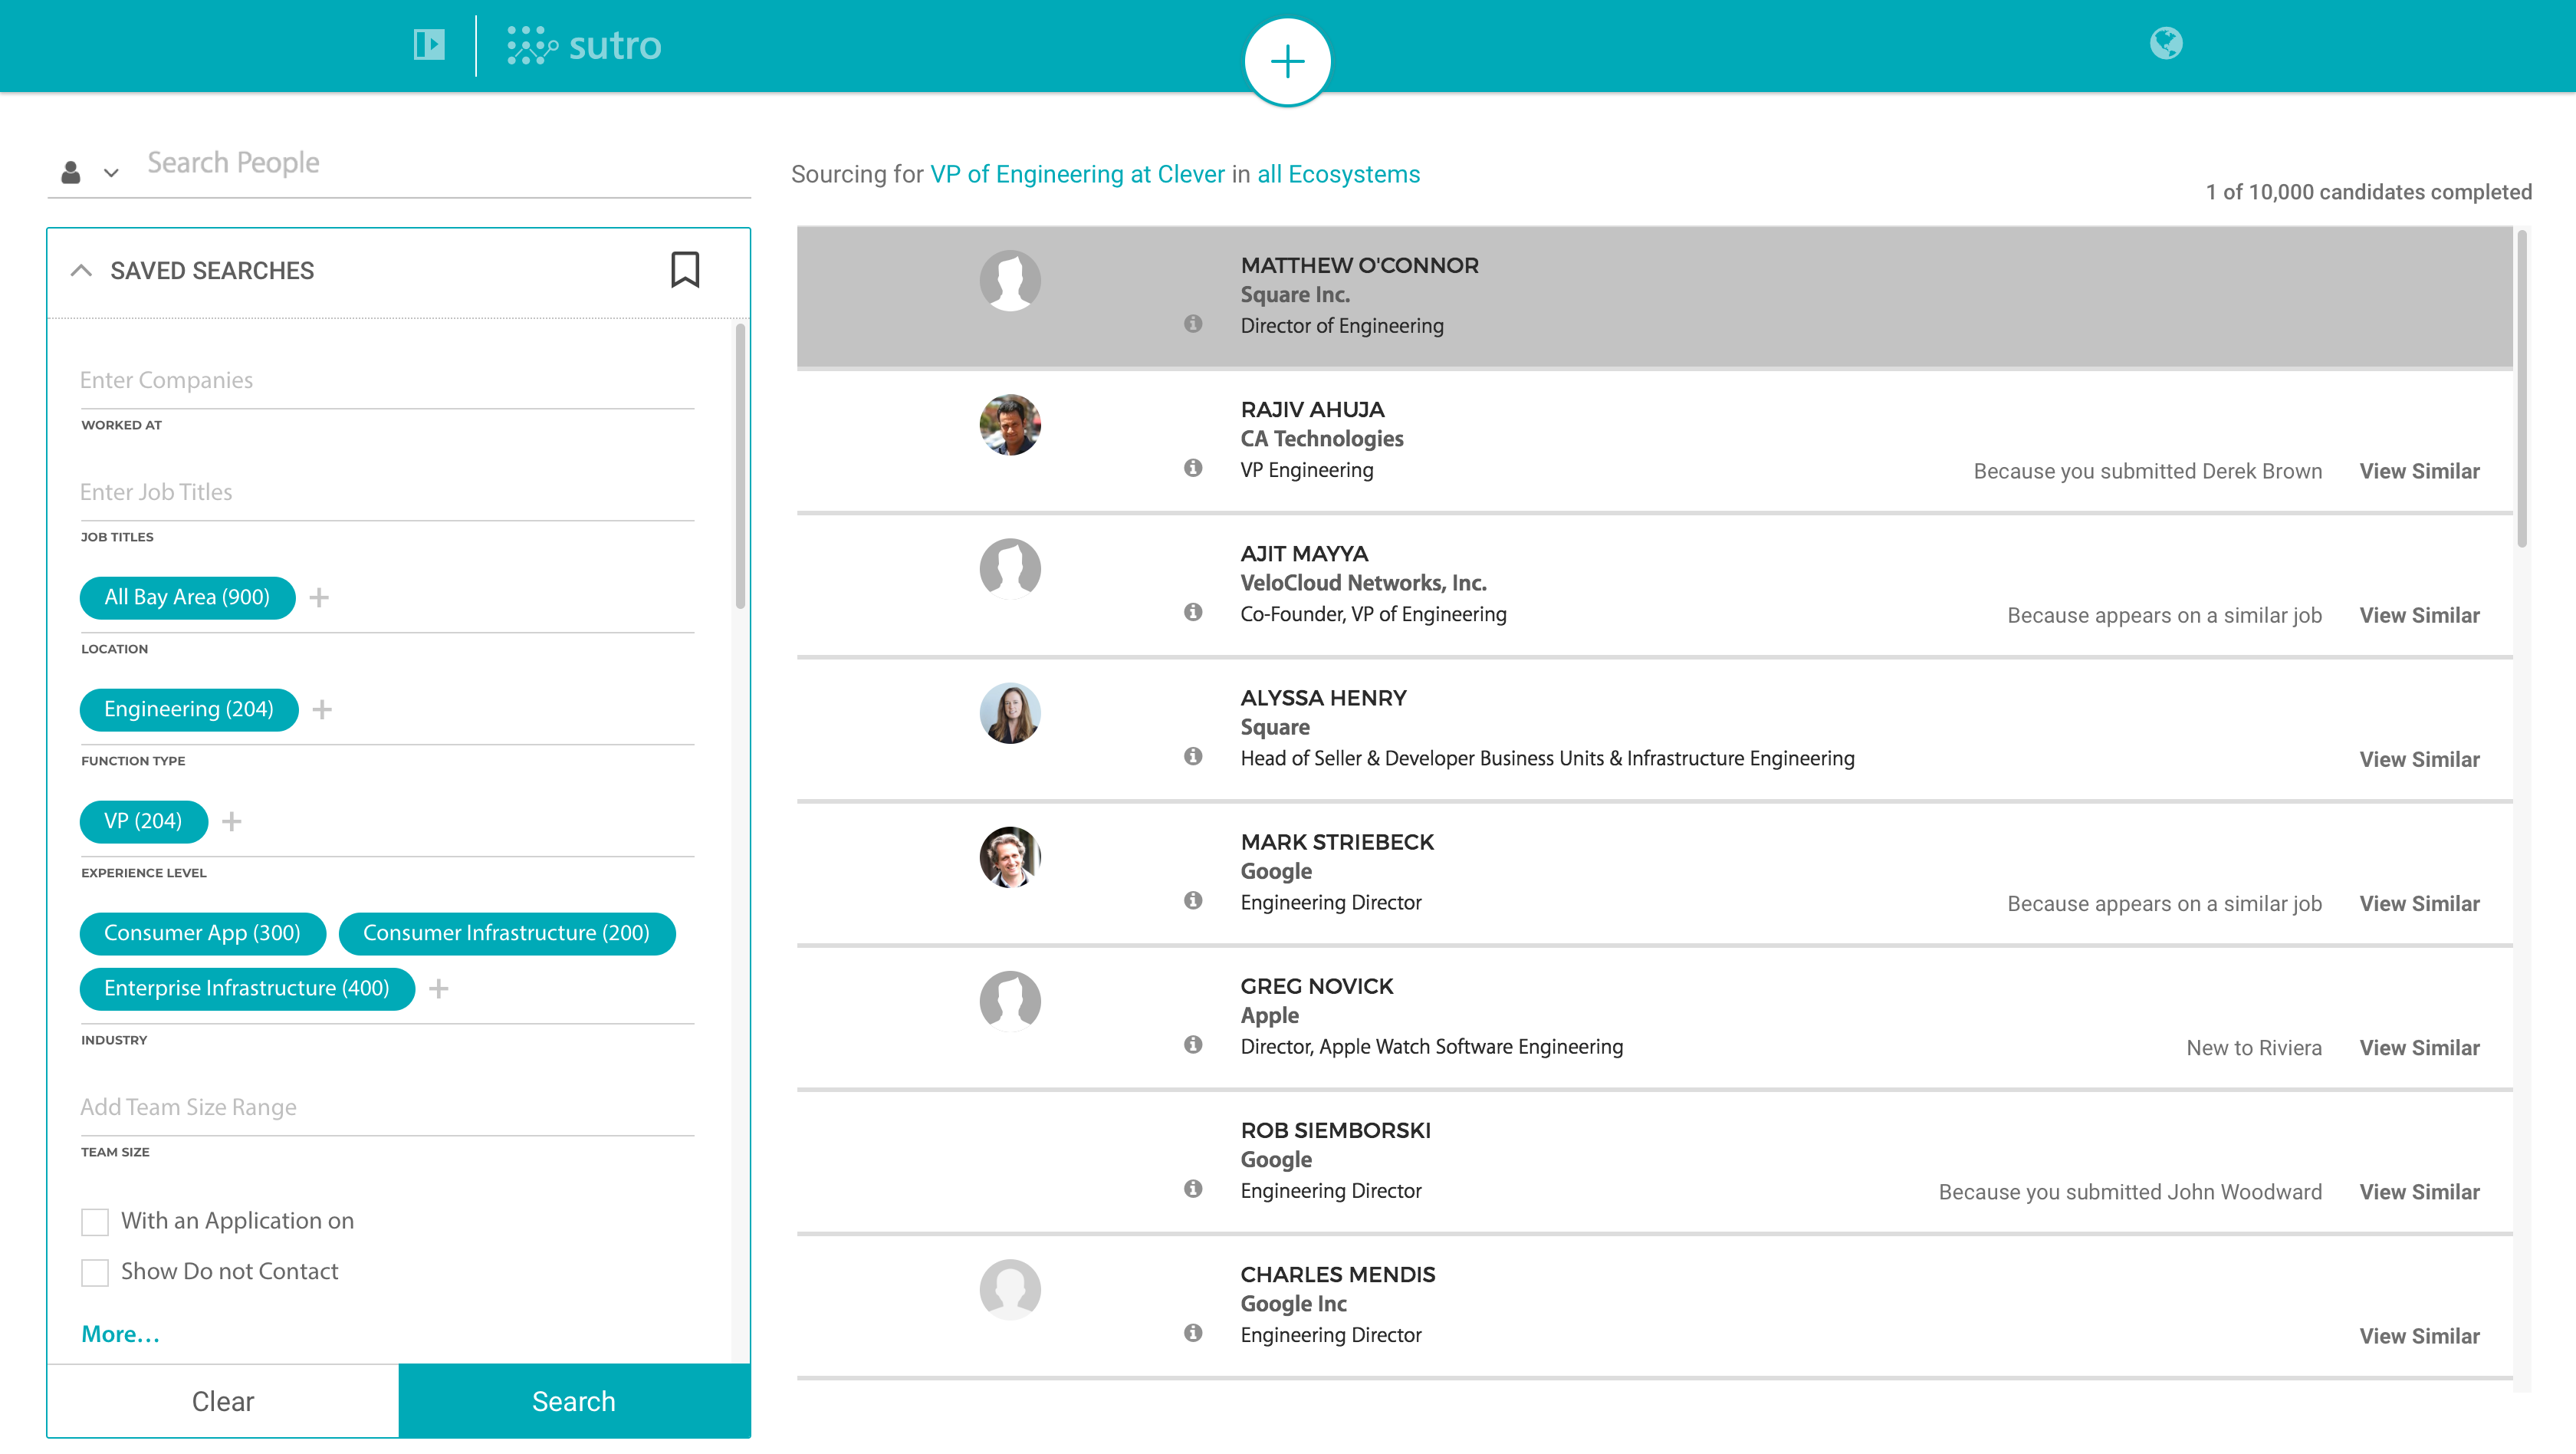 sutro
Search People
SAVED SEARCHES
Enter Companies
WORKED AT
Enter Job Titles
JOB TITLES
All Bay Area (900)
LOCATION
Engineering (204)
FUNCTION TYPE
VP (204)
EXPERIENCE LEVEL
Consumer App (300) Consumer Infrastructure (200)
Enterprise Infrastructure (400)
INDUSTRY
Add Team Size Range
TEAM SIZE
With an Application on
Show Do not Contact
More...
Clear Search
Sourcing for VP of Engineering at Clever in all Ecosystems
1 of 10,000 candidates completed
MATTHEW O'CONNOR
Square Inc.
Director of Engineering
RAJIV AHUJA
CA Technologies
VP Engineering
Because you submitted Derek Brown View Similar
AJIT MAYYA
VeloCloud Networks, Inc.
Co-Founder, VP of Engineering
Because appears on a similar job View Similar
ALYSSA HENRY
Square
Head of Seller & Developer Business Units & Infrastructure Engineering
View Similar
MARK STRIEBECK
Google
Engineering Director
Because appears on a similar job View Similar
GREG NOVICK
Apple
Director, Apple Watch Software Engineering
New to Riviera View Similar
ROB SIEMBORSKI
Google
Engineering Director
Because you submitted John Woodward View Similar
CHARLES MENDIS
Google Inc
Engineering Director
View Similar